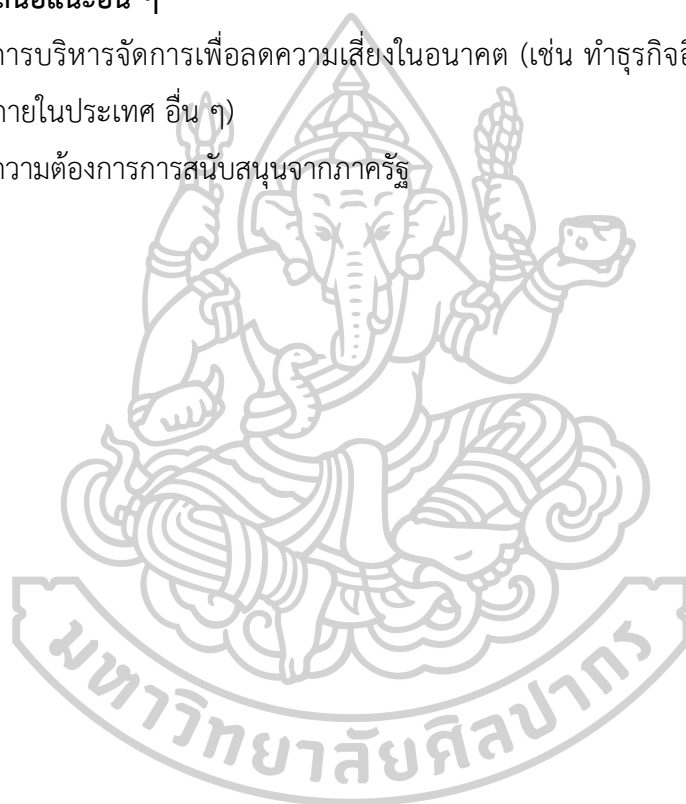 เสนอแนะอื่น ๆ
การบริหารจัดการเพื่อลดความเสี่ยงในอนาคต (เช่น ทำธุรกิจอื
ภายในประเทศ อื่น ๆ)
ความต้องการการสนับสนุนจากภาครัฐ
มหาวิทยาลัยศิลปากร